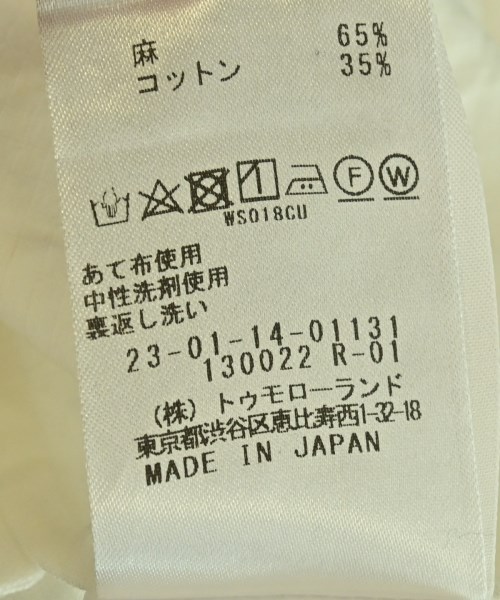 麻 65%
コットン 35%
F W
WS018CU
あて布使用
中性洗剤使用
裏返し洗い
23-01-14-01131
130022 R-01
(株) トゥモローランド
東京都渋谷区恵比寿西1-32-18
MADE IN JAPAN